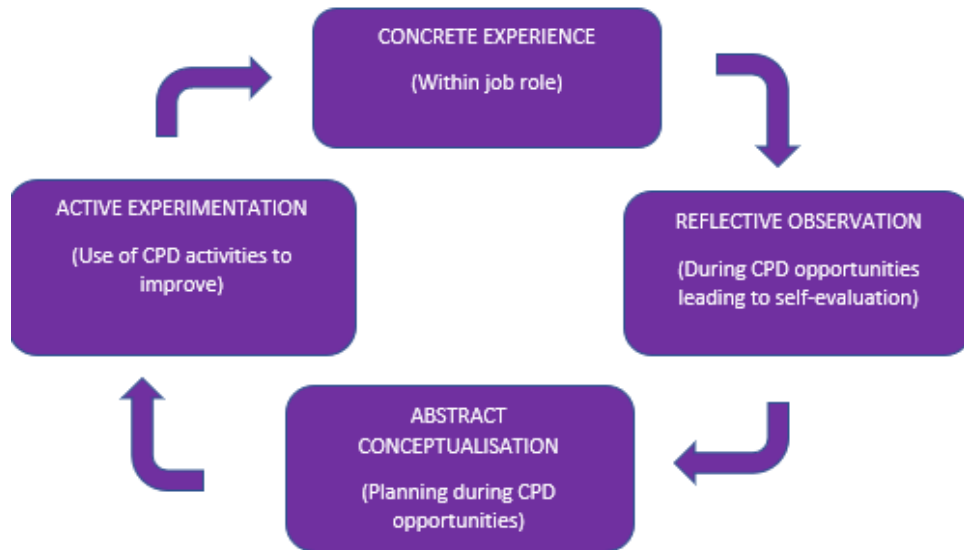 CONCRETE EXPERIENCE
(Within job role)
ACTIVE EXPERIMENTATION
(Use of CPD activities to
improve)
REFLECTIVE OBSERVATION
(During CPD opportunities
leading to self-evaluation)
ABSTRACT
CONCEPTUALISATION
(Planning during CPD
opportunities)